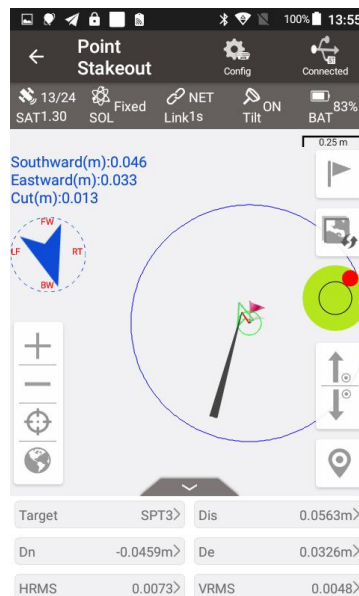 100% 13:55
Point
Stakeout
Config
Connected
13/24
SAT1.30
Fixed
SOL
NET
Link1s
ON
Tilt
83%
BAT
0.25 m
Southward(m):0.046
Eastward(m):0.033
Cut(m):0.013
FW
LF RT
BW
Target SPT3
Dis 0.0563m
Dn -0.0459m
De 0.0326m
HRMS 0.0073
VRMS 0.0048